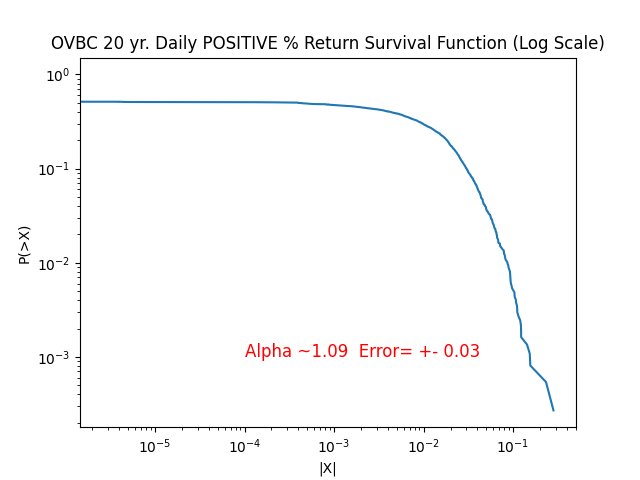 OVBC 20 yr. Daily POSITIVE % Return Survival Function (Log Scale)
10⁰
10⁻¹
10⁻²
10⁻³
P(>X)
Alpha ~1.09  Error= +- 0.03
10⁻⁵ 10⁻⁴ 10⁻³ 10⁻² 10⁻¹
|X|